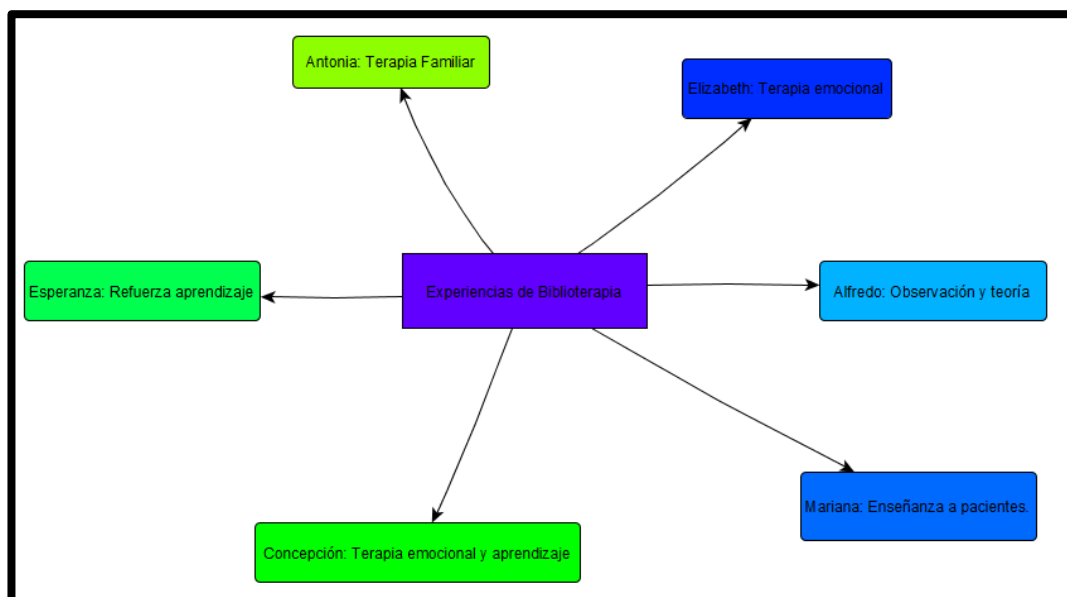 Antonia: Terapia Familiar
Elizabeth: Terapia emocional
Esperanza: Refuerza aprendizaje
Experiencias de Biblioterapia
Alfredo: Observación y teoría
Mariana: Enseñanza a pacientes.
Concepción: Terapia emocional y aprendizaje